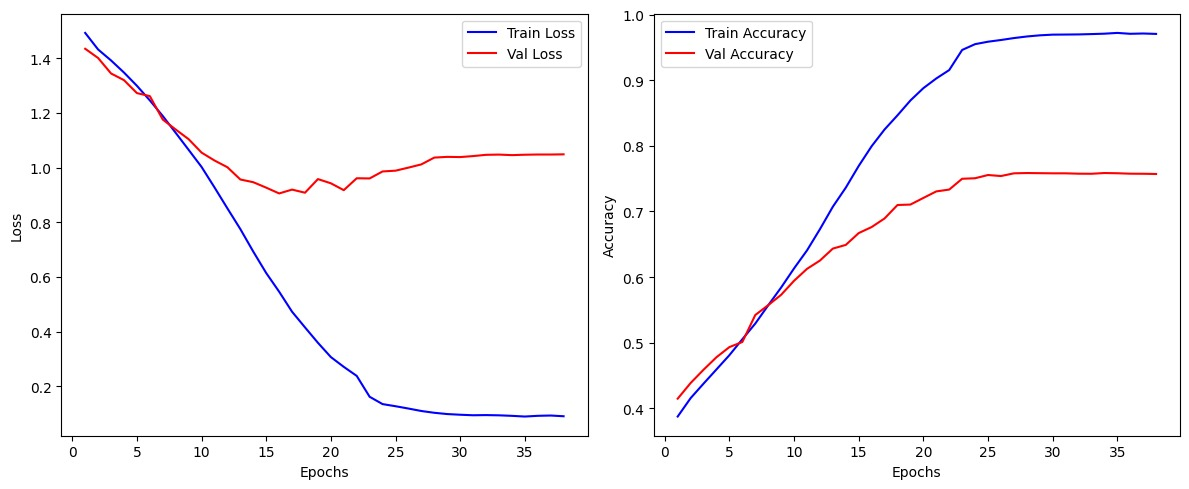 Train Loss
Val Loss
1.4
1.2
1.0
0.8
0.6
0.4
0.2
Loss
0 5 10 15 20 25 30 35
Epochs
Train Accuracy
Val Accuracy
1.0
0.9
0.8
0.7
0.6
0.5
0.4
Accuracy
0 5 10 15 20 25 30 35
Epochs